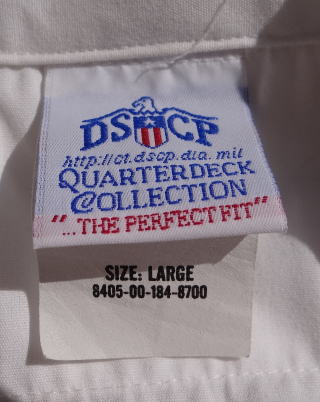 DSCP
http://ct.dscp.dla.mil
QUARTERDECK
COLLECTION
"...THE PERFECT FIT"
SIZE: LARGE
8405-00-184-8700